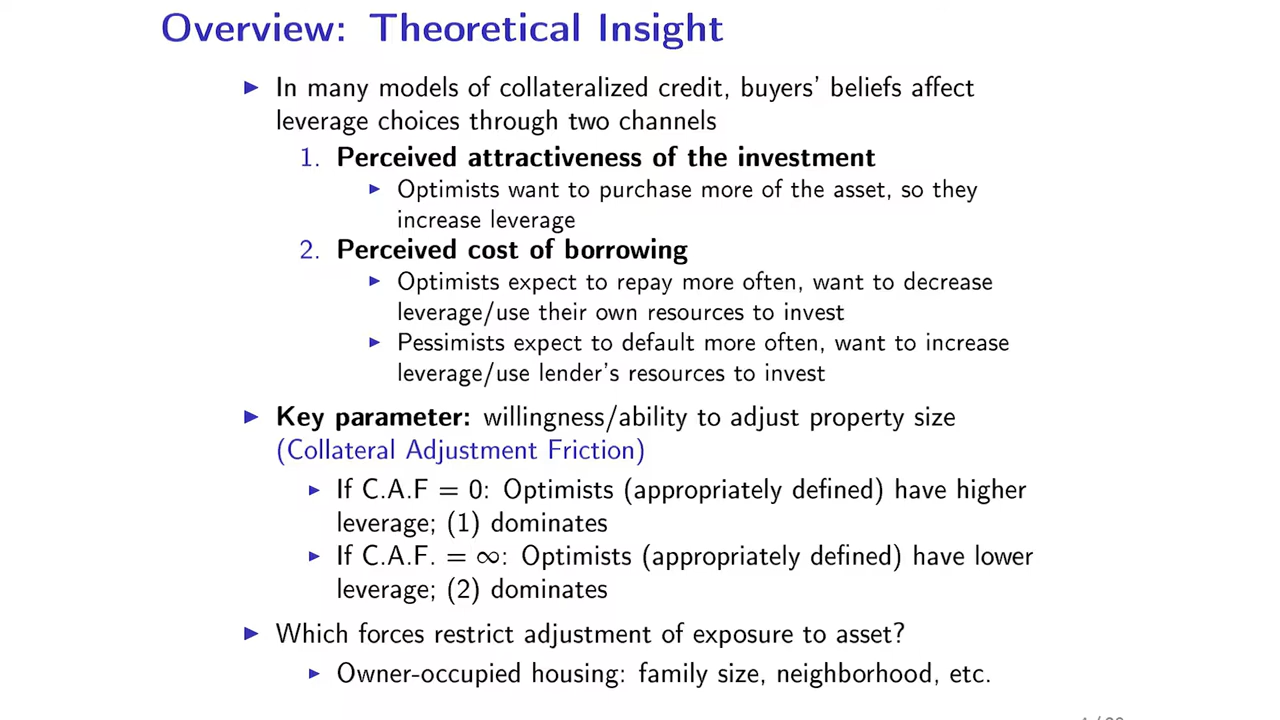 Overview: Theoretical Insight
In many models of collateralized credit, buyers' beliefs affect
leverage choices through two channels
1. Perceived attractiveness of the investment
Optimists want to purchase more of the asset, so they
increase leverage
2. Perceived cost of borrowing
Optimists expect to repay more often, want to decrease
leverage/use their own resources to invest
Pessimists expect to default more often, want to increase
leverage/use lender's resources to invest
Key parameter: willingness/ability to adjust property size
(Collateral Adjustment Friction)
If C.A.F = 0: Optimists (appropriately defined) have higher
leverage; (1) dominates
If C.A.F. = ∞: Optimists (appropriately defined) have lower
leverage; (2) dominates
Which forces restrict adjustment of exposure to asset?
Owner-occupied housing: family size, neighborhood, etc.